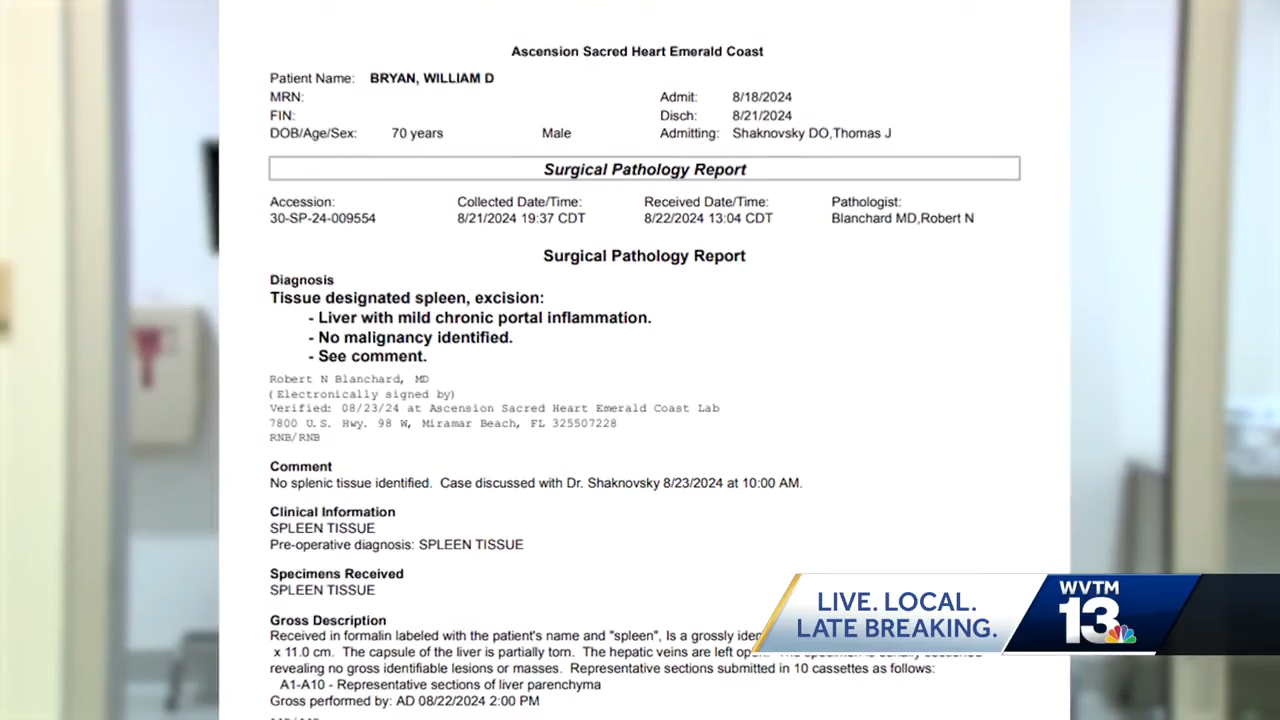 Ascension Sacred Heart Emerald Coast
Patient Name: BRYAN, WILLIAM D
MRN: Admit: 8/18/2024
FIN: Disch: 8/21/2024
DOB/Age/Sex: 70 years Male Admitting: Shaknovsky DO,Thomas J
Surgical Pathology Report
Accession: Collected Date/Time: Received Date/Time: Pathologist:
30-SP-24-009554 8/21/2024 19:37 CDT 8/22/2024 13:04 CDT Blanchard MD,Robert N
Surgical Pathology Report
Diagnosis
Tissue designated spleen, excision:
- Liver with mild chronic portal inflammation.
- No malignancy identified.
- See comment.
Robert N Blanchard, MD
(Electronically signed by)
Verified: 08/23/24 at Ascension Sacred Heart Emerald Coast Lab
7800 U.S. Hwy. 98 W, Miramar Beach, FL 325507228
RNB/RNB
Comment
No splenic tissue identified. Case discussed with Dr. Shaknovsky 8/23/2024 at 10:00 AM.
Clinical Information
SPLEEN TISSUE
Pre-operative diagnosis: SPLEEN TISSUE
Specimens Received
SPLEEN TISSUE
Gross Description
Received in formalin labeled with the patient's name and "spleen", Is a grossly
x 11.0 cm. The capsule of the liver is partially torn. The hepatic veins are left
revealing no gross identifiable lesions or masses. Representative sections submitted in 10 cassettes as follows:
A1-A10 - Representative sections of liver parenchyma
Gross performed by: AD 08/22/2024 2:00 PM
LIVE. LOCAL.
LATE BREAKING.
WVTM
13